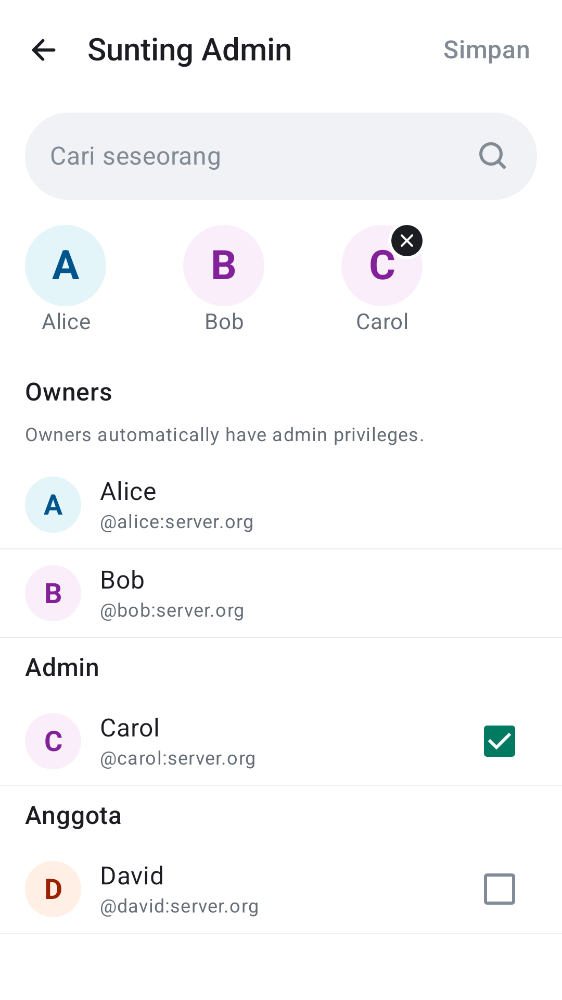 Sunting Admin
Simpan
Cari seseorang
A
B
C
Alice
Bob
Carol
Owners
Owners automatically have admin privileges.
A
Alice
@alice:server.org
B
Bob
@bob:server.org
Admin
C
Carol
@carol:server.org
Anggota
D
David
@david:server.org